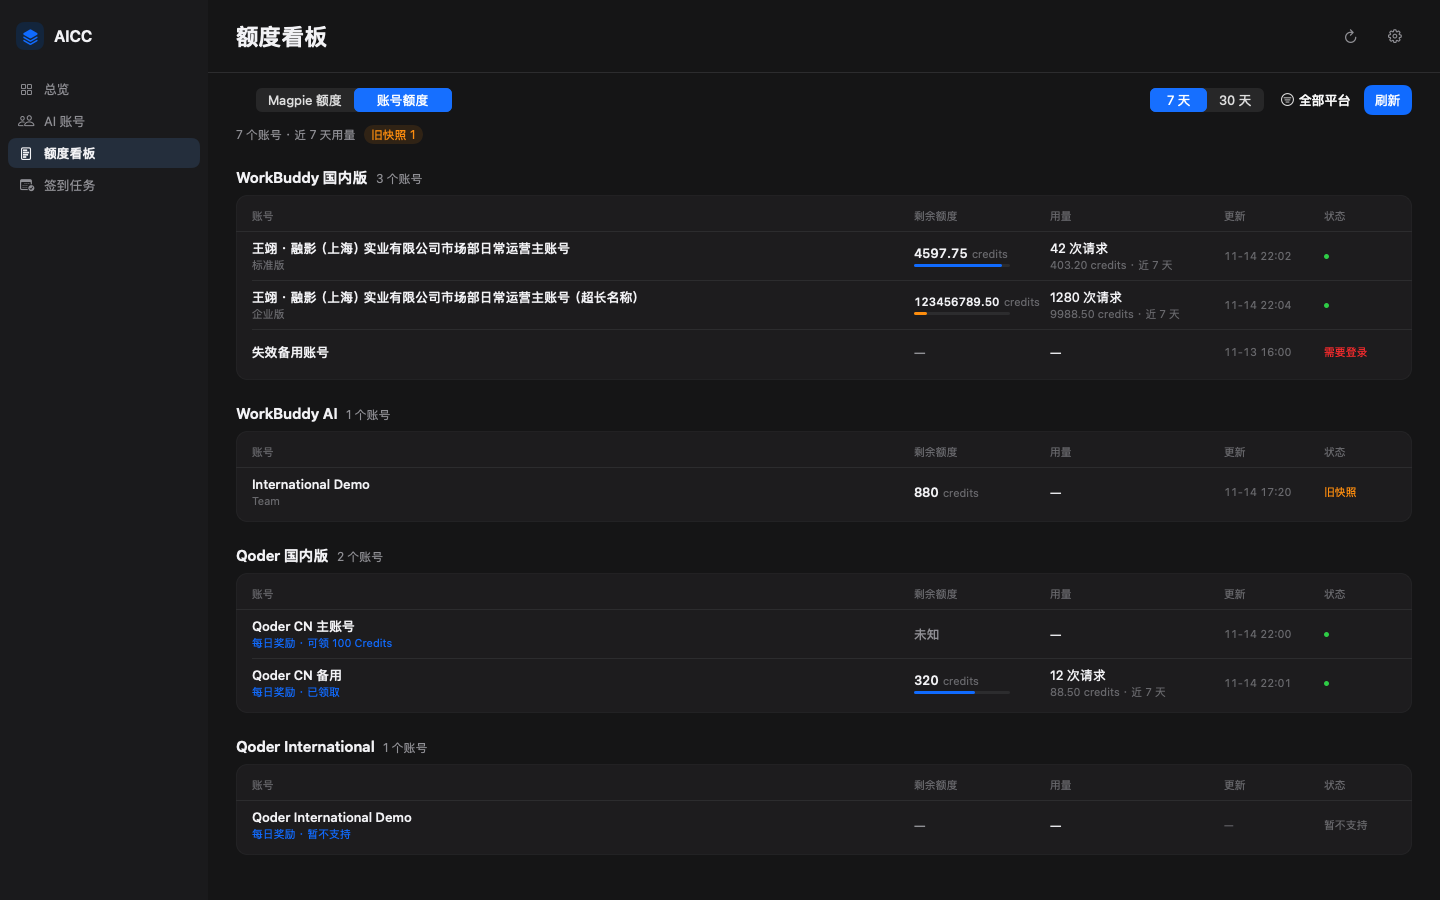 AICC
总览
AI 账号
额度看板
签到任务
额度看板
Magpie 额度 账号额度 7 天 30 天 全部平台 刷新
7 个账号 · 近 7 天用量 旧快照 1
WorkBuddy 国内版 3 个账号
账号 剩余额度 用量 更新 状态
王翊 · 融影（上海）实业有限公司市场部日常运营主账号
标准版
4597.75 credits
42 次请求
403.20 credits · 近 7 天
11-14 22:02
王翊 · 融影（上海）实业有限公司市场部日常运营主账号（超长名称）
企业版
123456789.50 credits
1280 次请求
9988.50 credits · 近 7 天
11-14 22:04
失效备用账号 — — 11-13 16:00 需要登录
WorkBuddy AI 1 个账号
账号 剩余额度 用量 更新 状态
International Demo
Team
880 credits — 11-14 17:20 旧快照
Qoder 国内版 2 个账号
账号 剩余额度 用量 更新 状态
Qoder CN 主账号
每日奖励 · 可领 100 Credits
未知 — 11-14 22:00
Qoder CN 备用
每日奖励 · 已领取
320 credits
12 次请求
88.50 credits · 近 7 天
11-14 22:01
Qoder International 1 个账号
账号 剩余额度 用量 更新 状态
Qoder International Demo
每日奖励 · 暂不支持
— — — 暂不支持